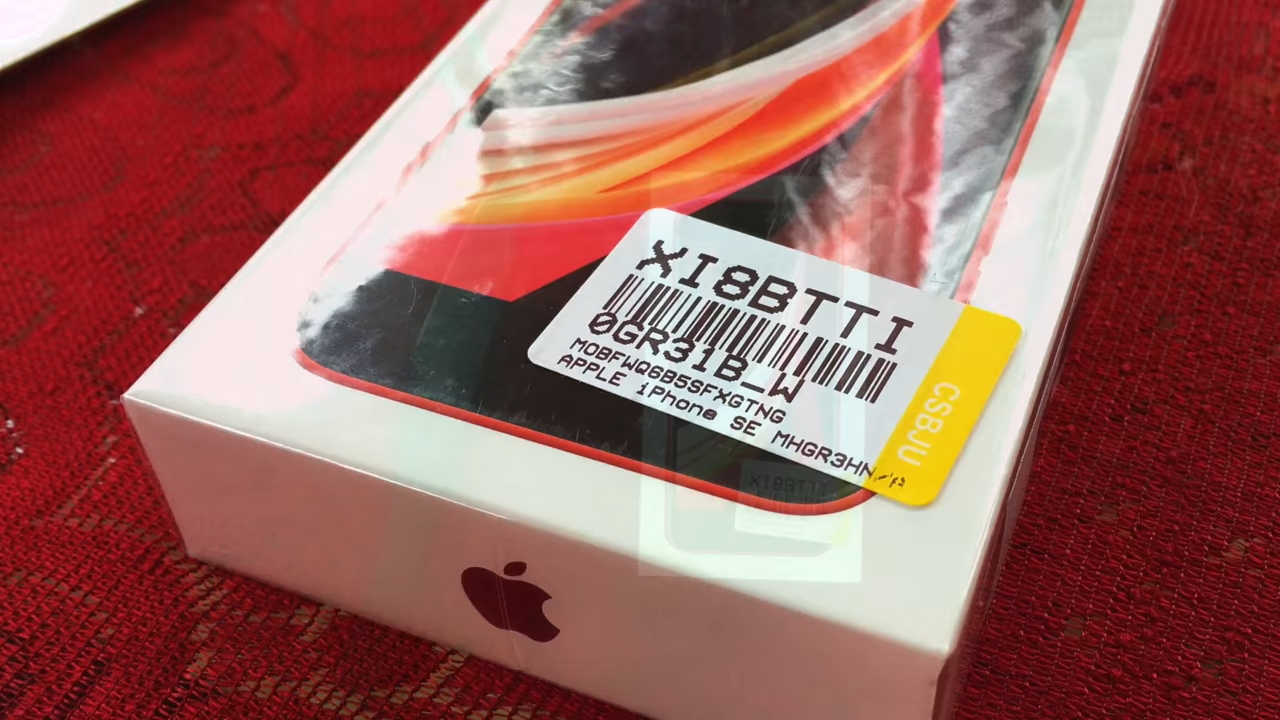 XI8BTTI
0GR31B_W
MOBFWQ6B5SFXGTNG
APPLE iPhone SE MHGR3HN
CSBJU